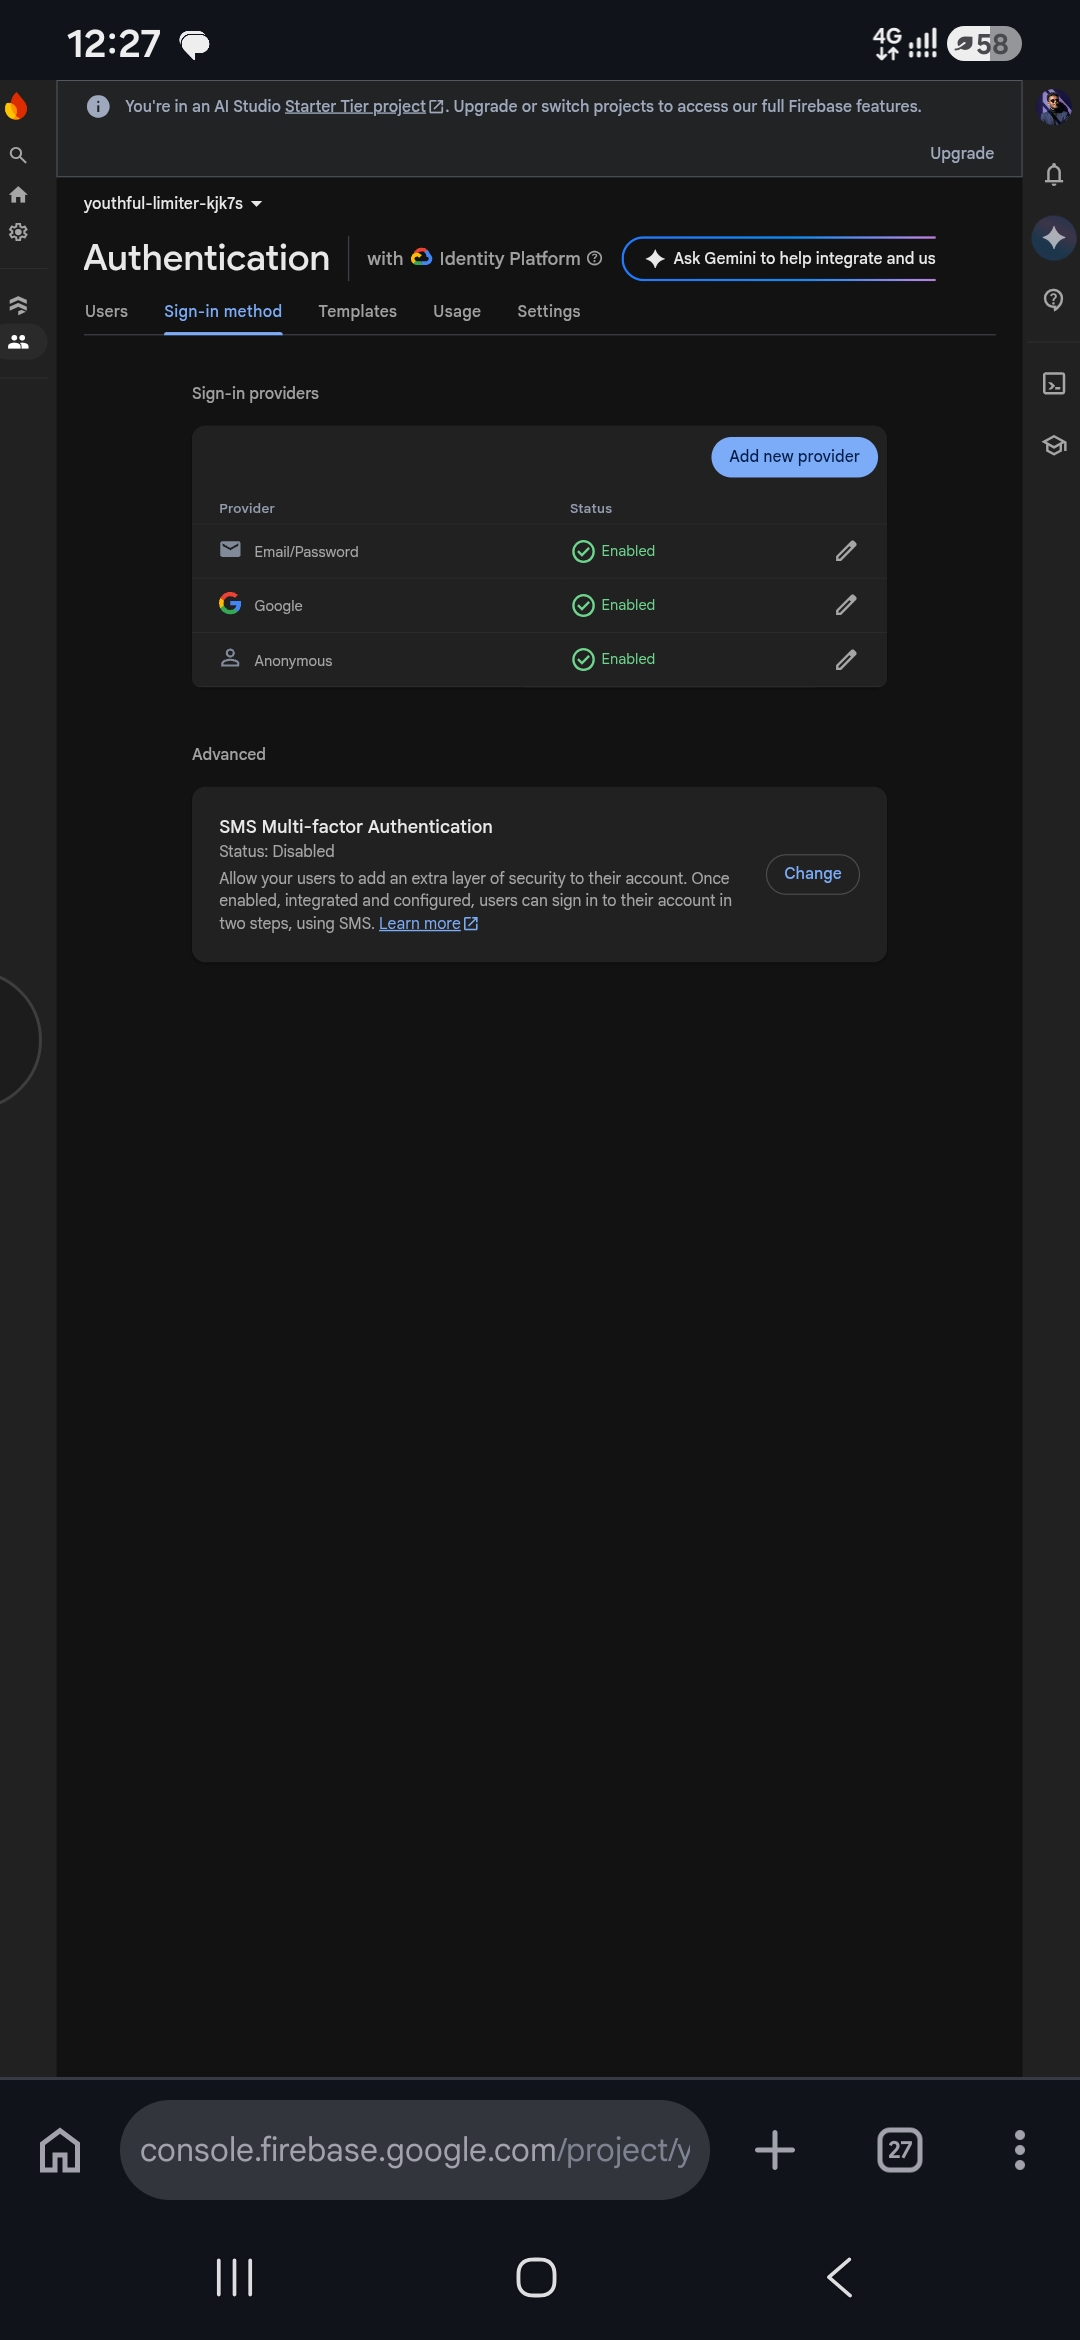 12:27
4G
58
You're in an AI Studio Starter Tier project. Upgrade or switch projects to access our full Firebase features.
Upgrade
youthful-limiter-kjk7s
Authentication
with Identity Platform
Ask Gemini to help integrate and us
Users Sign-in method Templates Usage Settings
Sign-in providers
Add new provider
Provider Status
Email/Password Enabled
Google Enabled
Anonymous Enabled
Advanced
SMS Multi-factor Authentication
Status: Disabled
Allow your users to add an extra layer of security to their account. Once
enabled, integrated and configured, users can sign in to their account in
two steps, using SMS. Learn more
Change
console.firebase.google.com/project/y
27